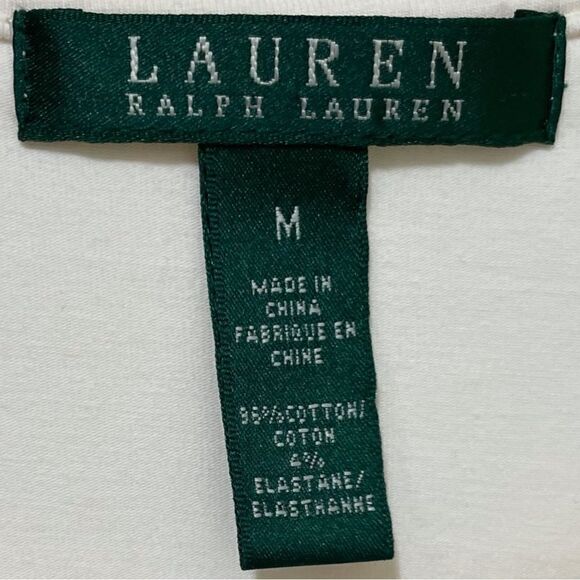 LAUREN
RALPH LAUREN
M
MADE IN
CHINA
FABRIQUE EN
CHINE
96%COTTON/
COTON
4%
ELASTANE/
ELASTHANNE